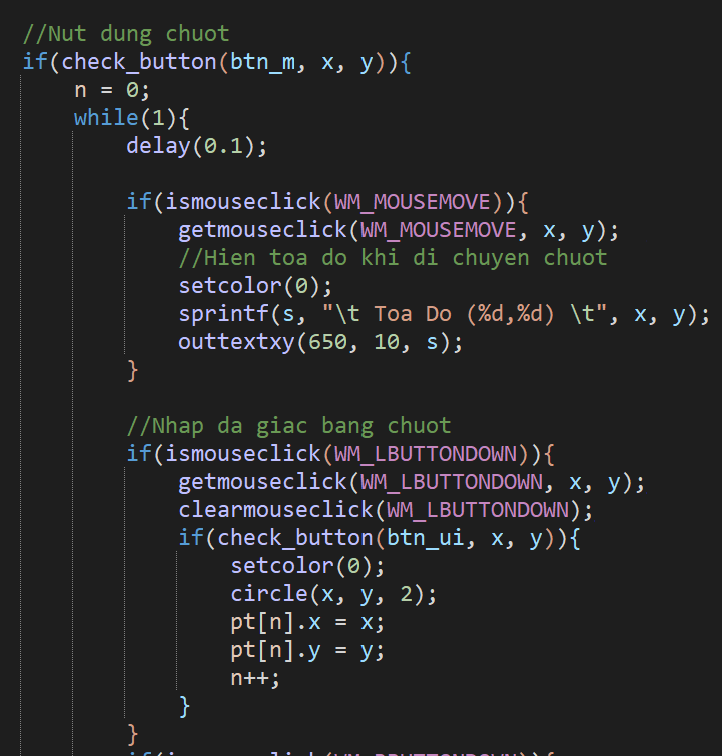 //Nut dung chuot
if(check_button(btn_m, x, y)){
n = 0;
while(1){
delay(0.1);
if(ismouseclick(WM_MOUSEMOVE)){
getmouseclick(WM_MOUSEMOVE, x, y);
//Hien toa do khi di chuyen chuot
setcolor(0);
sprintf(s, "\t Toa Do (%d,%d) \t", x, y);
outtextxy(650, 10, s);
}
//Nhap da giac bang chuot
if(ismouseclick(WM_LBUTTONDOWN)){
getmouseclick(WM_LBUTTONDOWN, x, y);
clearmouseclick(WM_LBUTTONDOWN);
if(check_button(btn_ui, x, y)){
setcolor(0);
circle(x, y, 2);
pt[n].x = x;
pt[n].y = y;
n++;
}
}